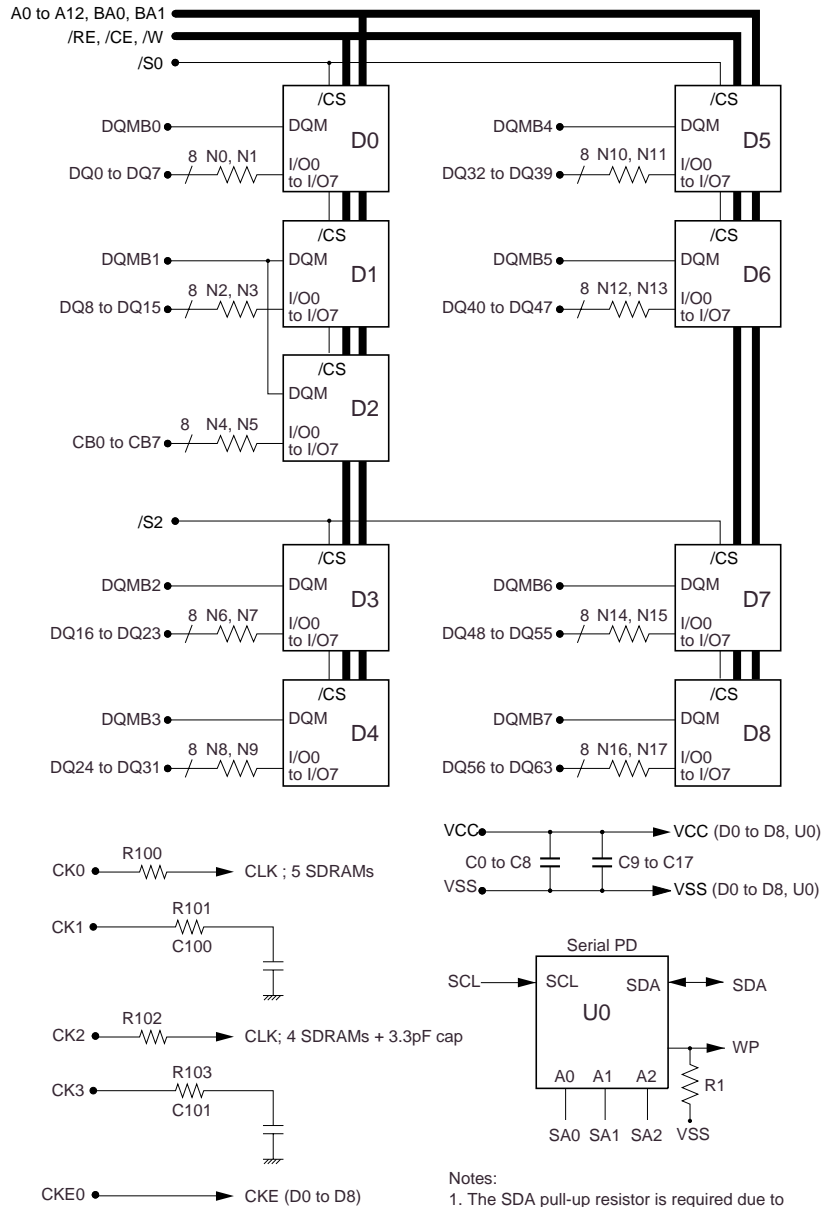 A0 to A12, BA0, BA1
/RE, /CE, /W
/S0
/CS
DQMB0
DQM
D0
8 N0, N1
DQ0 to DQ7
I/O0
to I/O7
/CS
DQMB1
DQM
D1
8 N2, N3
DQ8 to DQ15
I/O0
to I/O7
/CS
DQM
D2
8 N4, N5
CB0 to CB7
I/O0
to I/O7
/CS
DQMB4
DQM
D5
8 N10, N11
DQ32 to DQ39
I/O0
to I/O7
/CS
DQMB5
DQM
D6
8 N12, N13
DQ40 to DQ47
I/O0
to I/O7
/S2
/CS
DQMB2
DQM
D3
8 N6, N7
DQ16 to DQ23
I/O0
to I/O7
/CS
DQMB3
DQM
D4
8 N8, N9
DQ24 to DQ31
I/O0
to I/O7
/CS
DQMB6
DQM
D7
8 N14, N15
DQ48 to DQ55
I/O0
to I/O7
/CS
DQMB7
DQM
D8
8 N16, N17
DQ56 to DQ63
I/O0
to I/O7
R100
CK0
CLK ; 5 SDRAMs
R101
CK1
C100
R102
CK2
CLK; 4 SDRAMs + 3.3pF cap
R103
CK3
C101
CKE0
CKE (D0 to D8)
VCC
VCC (D0 to D8, U0)
C0 to C8
C9 to C17
VSS
VSS (D0 to D8, U0)
Serial PD
SCL
SCL
SDA
SDA
U0
WP
A0 A1 A2
R1
SA0 SA1 SA2
VSS
Notes:
1. The SDA pull-up resistor is required due to